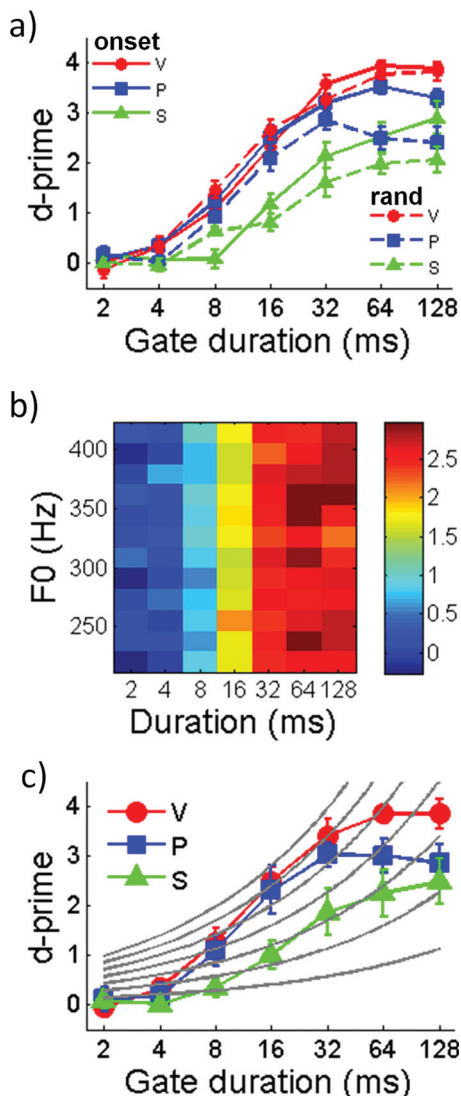 a)
onset
V
P
S
4
3
2
1
0
d-prime
rand
V
P
S
2 4 8 16 32 64 128
Gate duration (ms)
b)
400
350
300
250
F0 (Hz)
2.5
2
1.5
1
0.5
0
2 4 8 16 32 64 128
Duration (ms)
c)
V
P
S
4
3
2
1
0
d-prime
2 4 8 16 32 64 128
Gate duration (ms)